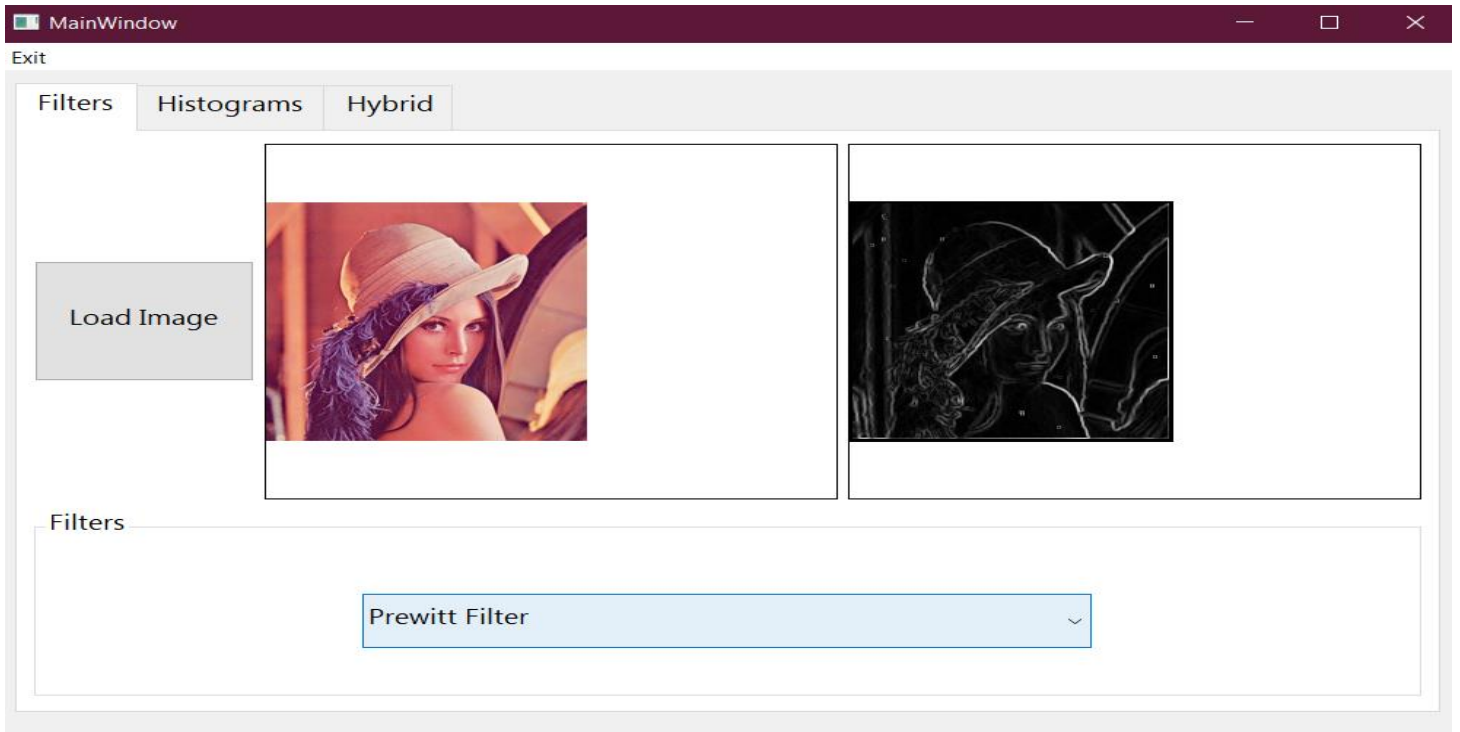 MainWindow
Exit
Filters Histograms Hybrid
Load Image
Filters
Prewitt Filter